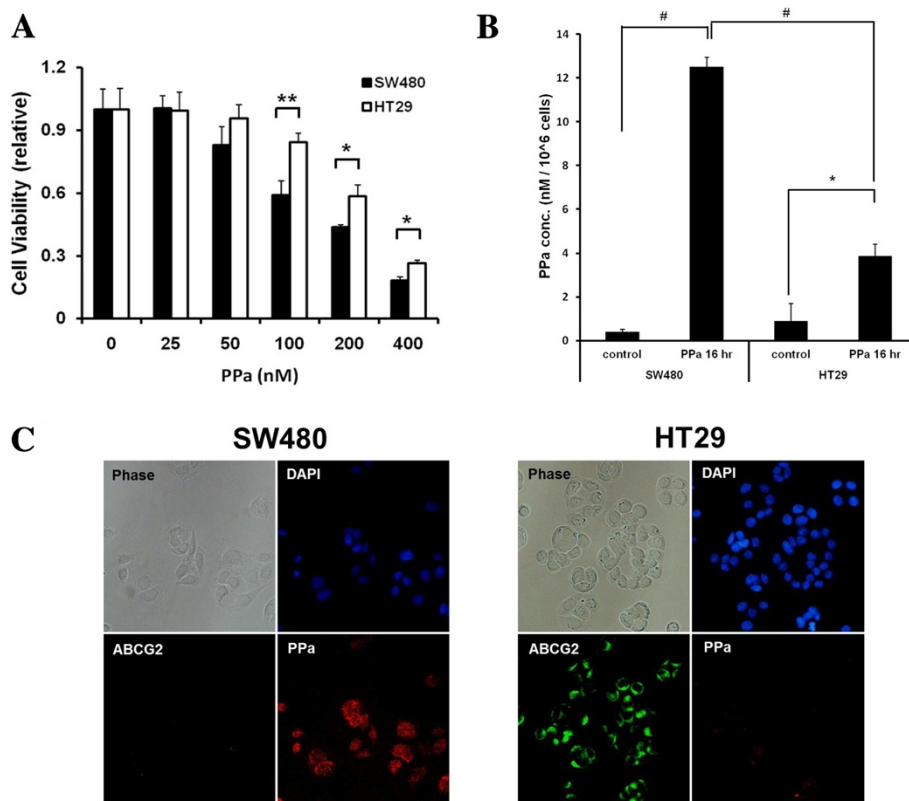 A
1.2
0.9
0.6
0.3
0
Cell Viability (relative)
SW480
HT29
**
*
*
0 25 50 100 200 400
PPa (nM)
B
14
12
10
8
6
4
2
0
PPa conc. (nM / 10^6 cells)
#
#
*
control PPa 16 hr control PPa 16 hr
SW480 HT29
C
SW480
Phase
DAPI
ABCG2
PPa
HT29
Phase
DAPI
ABCG2
PPa